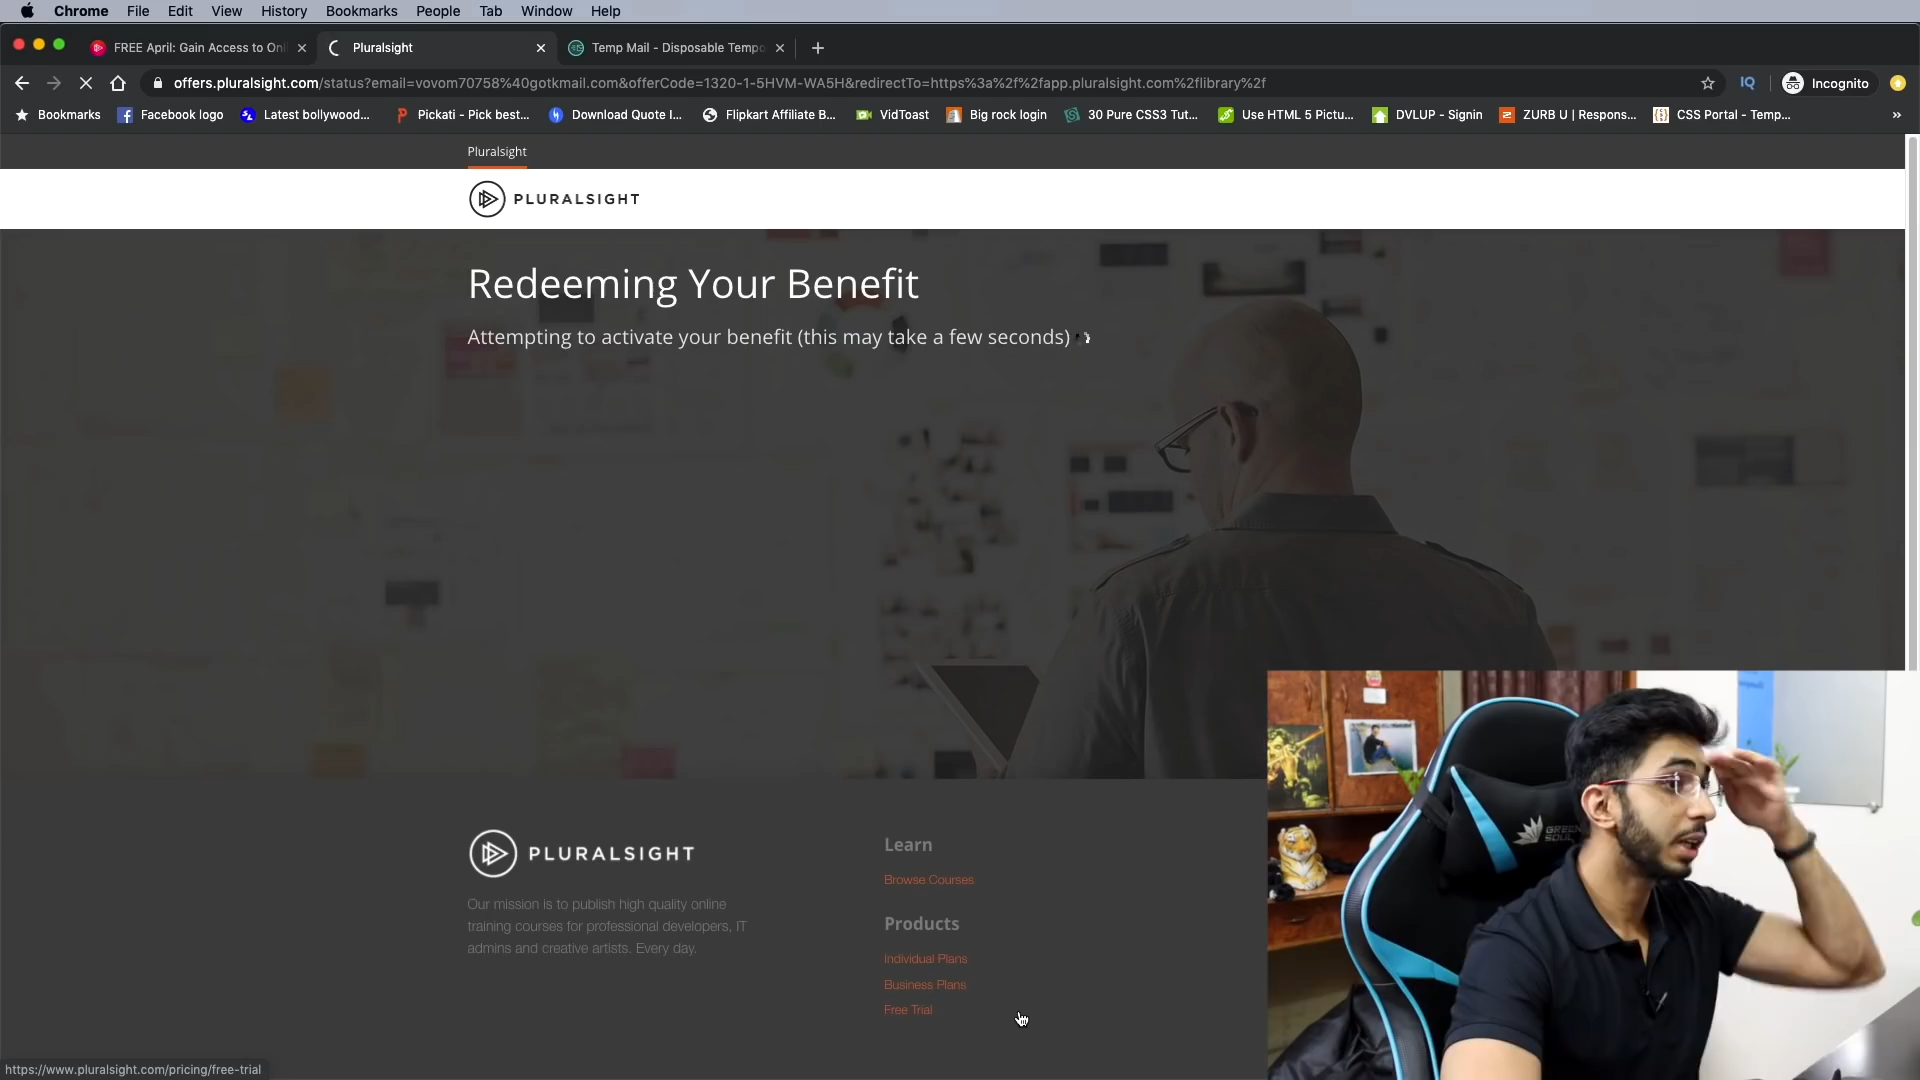 Chrome File Edit View History Bookmarks People Tab Window Help
FREE April: Gain Access to Onl
Pluralsight
Temp Mail - Disposable Tempo
offers.pluralsight.com/status?email=vovom70758%40gotkmail.com&offerCode=1320-1-5HVM-WA5H&redirectTo=https%3a%2f%2fapp.pluralsight.com%2flibrary%2f
IQ
Incognito
Bookmarks Facebook logo Latest bollywood... Pickati - Pick best... Download Quote I... Flipkart Affiliate B... VidToast Big rock login 30 Pure CSS3 Tut... Use HTML 5 Pictu... DVLUP - Signin ZURB U | Respons... CSS Portal - Temp... »
Pluralsight
PLURALSIGHT
Redeeming Your Benefit
Attempting to activate your benefit (this may take a few seconds)
PLURALSIGHT
Our mission is to publish high quality online
training courses for professional developers, IT
admins and creative artists. Every day.
Learn
Browse Courses
Products
Individual Plans
Business Plans
Free Trial
GREEN
SOUL
https://www.pluralsight.com/pricing/free-trial